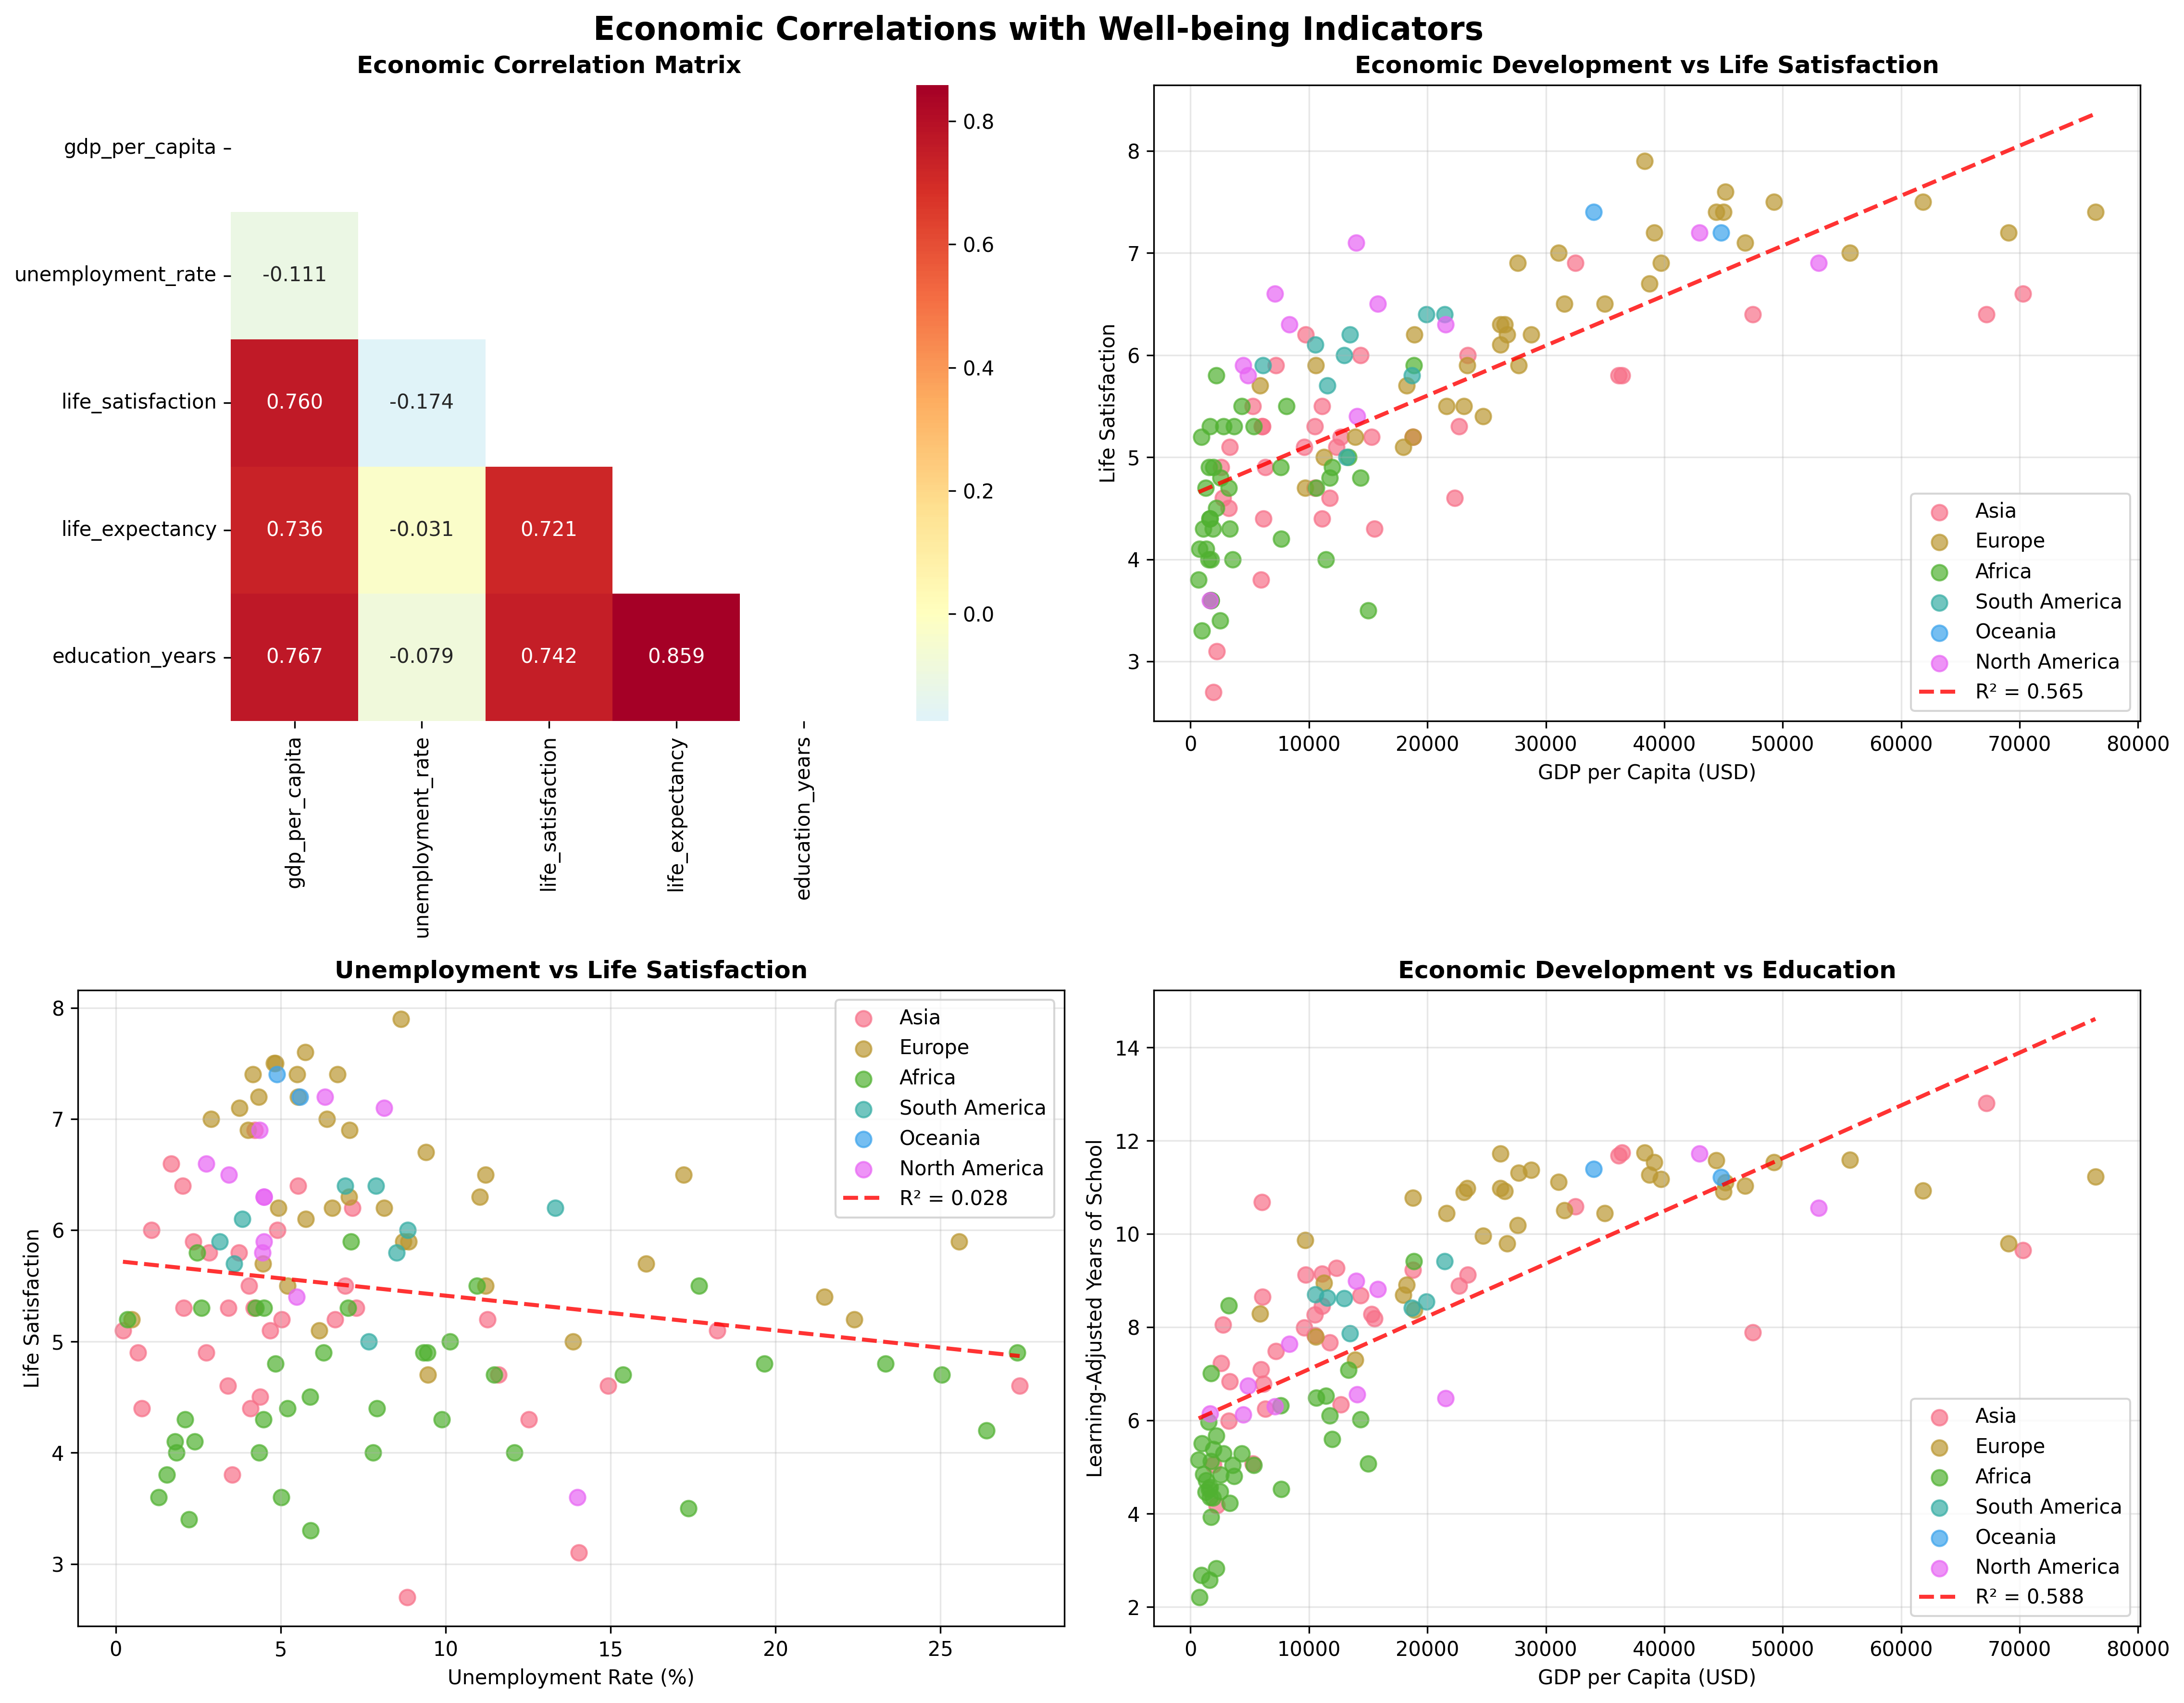 Economic Correlations with Well-being Indicators
Economic Correlation Matrix
gdp_per_capita
unemployment_rate
life_satisfaction
life_expectancy
education_years
-0.111
0.760 -0.174
0.736 -0.031 0.721
0.767 -0.079 0.742 0.859
gdp_per_capita
unemployment_rate
life_satisfaction
life_expectancy
education_years
0.8
0.6
0.4
0.2
0.0
Economic Development vs Life Satisfaction
Life Satisfaction
8
7
6
5
4
3
Asia
Europe
Africa
South America
Oceania
North America
R² = 0.565
0 10000 20000 30000 40000 50000 60000 70000 80000
GDP per Capita (USD)
Unemployment vs Life Satisfaction
Life Satisfaction
8
7
6
5
4
3
Asia
Europe
Africa
South America
Oceania
North America
R² = 0.028
0 5 10 15 20 25
Unemployment Rate (%)
Economic Development vs Education
Learning-Adjusted Years of School
14
12
10
8
6
4
2
Asia
Europe
Africa
South America
Oceania
North America
R² = 0.588
0 10000 20000 30000 40000 50000 60000 70000 80000
GDP per Capita (USD)